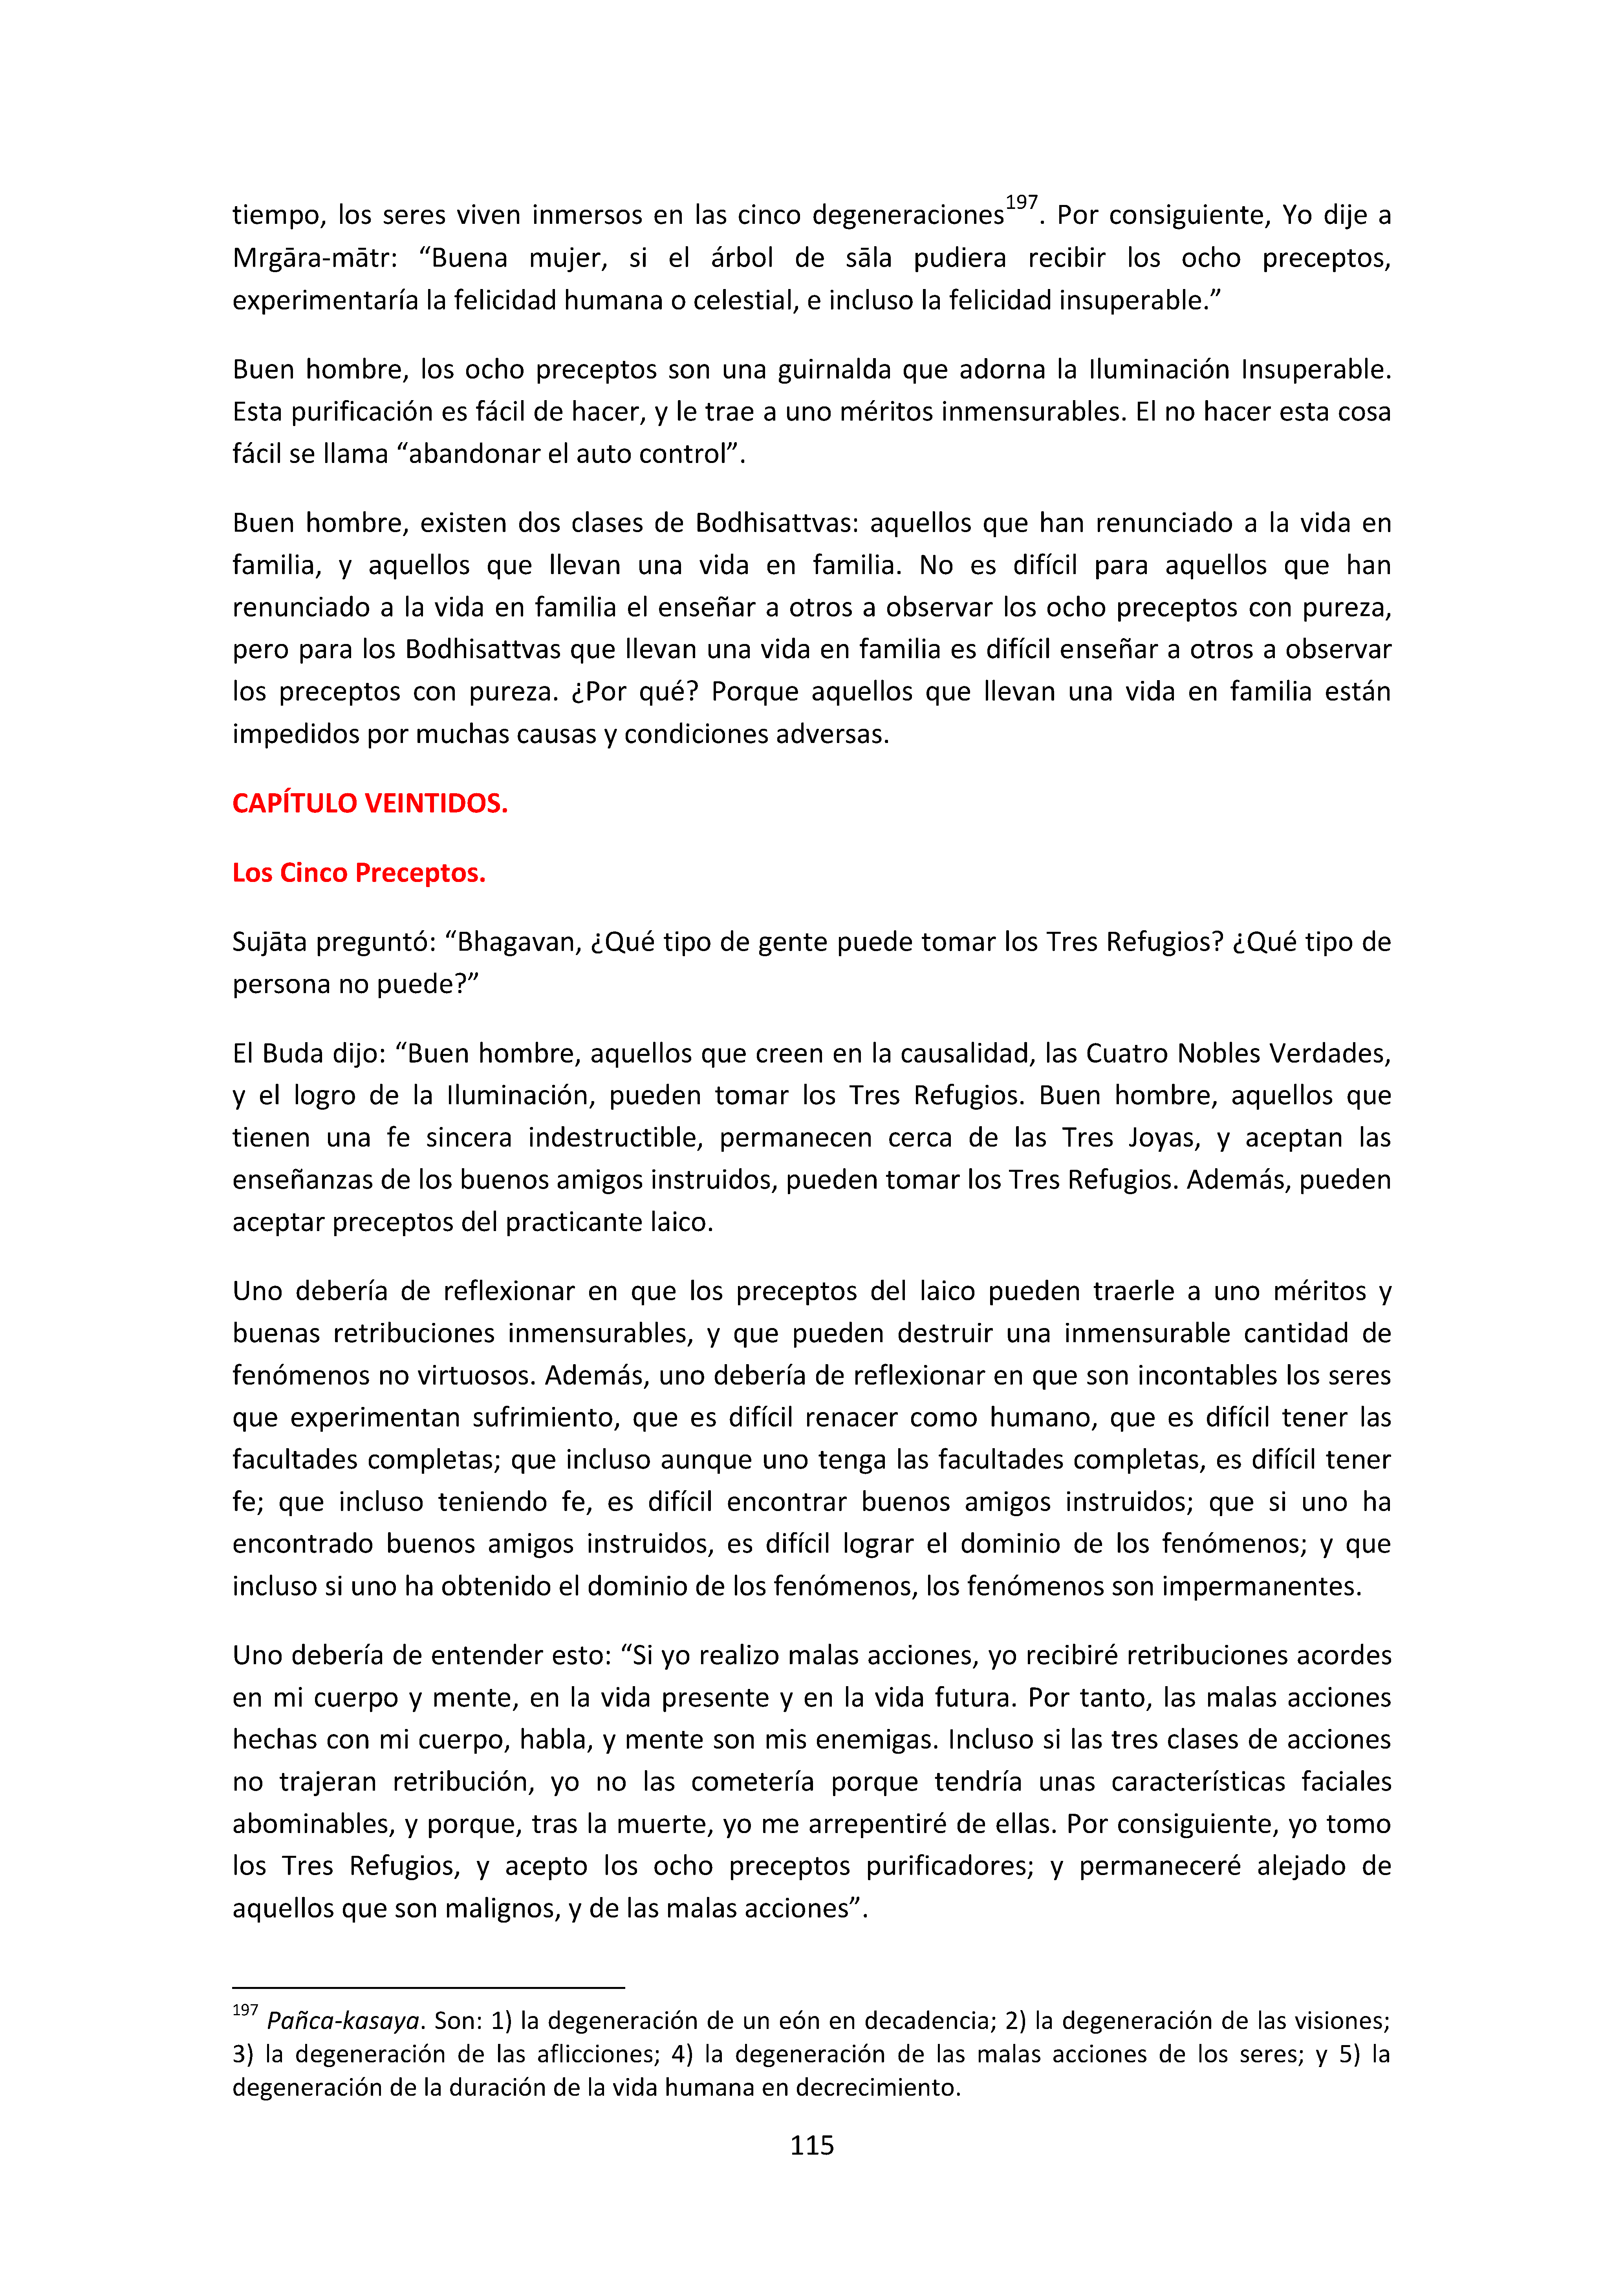 tiempo, los seres viven inmersos en las cinco degeneraciones197. Por consiguiente, Yo dije a
Mrgāra-mātr: “Buena mujer, si el árbol de sāla pudiera recibir los ocho preceptos,
experimentaría la felicidad humana o celestial, e incluso la felicidad insuperable.”
Buen hombre, los ocho preceptos son una guirnalda que adorna la Iluminación Insuperable.
Esta purificación es fácil de hacer, y le trae a uno méritos inmensurables. El no hacer esta cosa
fácil se llama “abandonar el auto control”.
Buen hombre, existen dos clases de Bodhisattvas: aquellos que han renunciado a la vida en
familia, y aquellos que llevan una vida en familia. No es difícil para aquellos que han
renunciado a la vida en familia el enseñar a otros a observar los ocho preceptos con pureza,
pero para los Bodhisattvas que llevan una vida en familia es difícil enseñar a otros a observar
los preceptos con pureza. ¿Por qué? Porque aquellos que llevan una vida en familia están
impedidos por muchas causas y condiciones adversas.
CAPÍTULO VEINTIDOS.
Los Cinco Preceptos.
Sujāta preguntó: “Bhagavan, ¿Qué tipo de gente puede tomar los Tres Refugios? ¿Qué tipo de
persona no puede?”
El Buda dijo: “Buen hombre, aquellos que creen en la causalidad, las Cuatro Nobles Verdades,
y el logro de la Iluminación, pueden tomar los Tres Refugios. Buen hombre, aquellos que
tienen una fe sincera indestructible, permanecen cerca de las Tres Joyas, y aceptan las
enseñanzas de los buenos amigos instruidos, pueden tomar los Tres Refugios. Además, pueden
aceptar preceptos del practicante laico.
Uno debería de reflexionar en que los preceptos del laico pueden traerle a uno méritos y
buenas retribuciones inmensurables, y que pueden destruir una inmensurable cantidad de
fenómenos no virtuosos. Además, uno debería de reflexionar en que son incontables los seres
que experimentan sufrimiento, que es difícil renacer como humano, que es difícil tener las
facultades completas; que incluso aunque uno tenga las facultades completas, es difícil tener
fe; que incluso teniendo fe, es difícil encontrar buenos amigos instruidos; que si uno ha
encontrado buenos amigos instruidos, es difícil lograr el dominio de los fenómenos; y que
incluso si uno ha obtenido el dominio de los fenómenos, los fenómenos son impermanentes.
Uno debería de entender esto: “Si yo realizo malas acciones, yo recibiré retribuciones acordes
en mi cuerpo y mente, en la vida presente y en la vida futura. Por tanto, las malas acciones
hechas con mi cuerpo, habla, y mente son mis enemigas. Incluso si las tres clases de acciones
no trajeran retribución, yo no las cometería porque tendría unas características faciales
abominables, y porque, tras la muerte, yo me arrepentiré de ellas. Por consiguiente, yo tomo
los Tres Refugios, y acepto los ocho preceptos purificadores; y permaneceré alejado de
aquellos que son malignos, y de las malas acciones”.
197 Pañca-kasaya. Son: 1) la degeneración de un eón en decadencia; 2) la degeneración de las visiones;
3) la degeneración de las aflicciones; 4) la degeneración de las malas acciones de los seres; y 5) la
degeneración de la duración de la vida humana en decrecimiento.
115